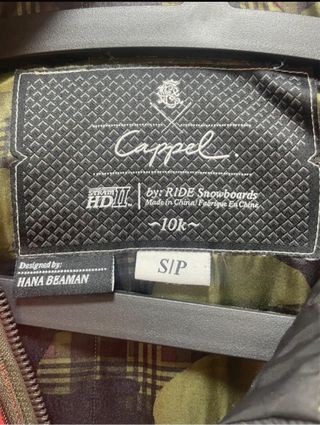 Cappel.
HD II
by: RIDE Snowboards
Made in China/Fabriqué En Chine
~10k~
Designed by:
HANA BEAMAN
S/P